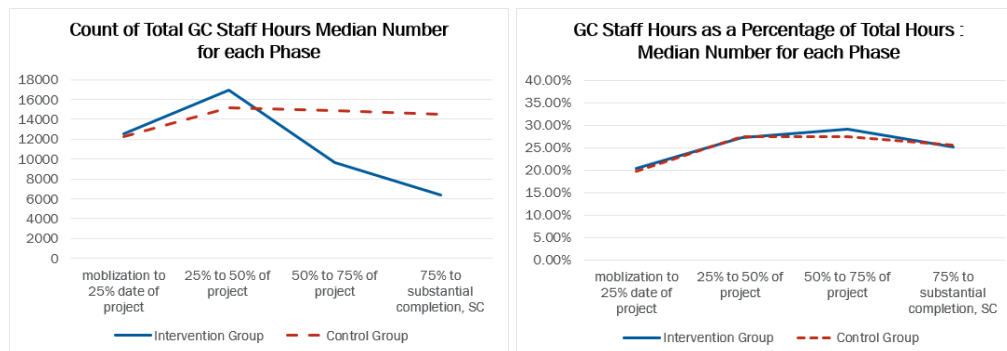 Count of Total GC Staff Hours Median Number
for each Phase
18000
16000
14000
12000
10000
8000
6000
4000
2000
0
moblization to
25% date of
project
25% to 50% of
project
50% to 75% of
project
75% to
substantial
completion, SC
Intervention Group
Control Group
GC Staff Hours as a Percentage of Total Hours :
Median Number for each Phase
40.00%
35.00%
30.00%
25.00%
20.00%
15.00%
10.00%
5.00%
0.00%
moblization to
25% date of
project
25% to 50% of
project
50% to 75% of
project
75% to
substantial
completion, SC
Intervention Group
Control Group